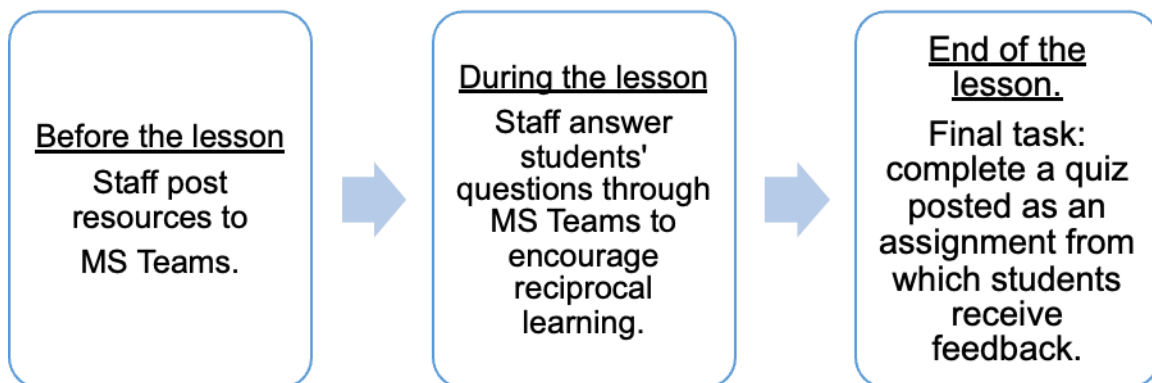 Before the lesson
Staff post
resources to
MS Teams.
During the lesson
Staff answer
students'
questions through
MS Teams to
encourage
reciprocal
learning.
End of the
lesson.
Final task:
complete a quiz
posted as an
assignment from
which students
receive
feedback.